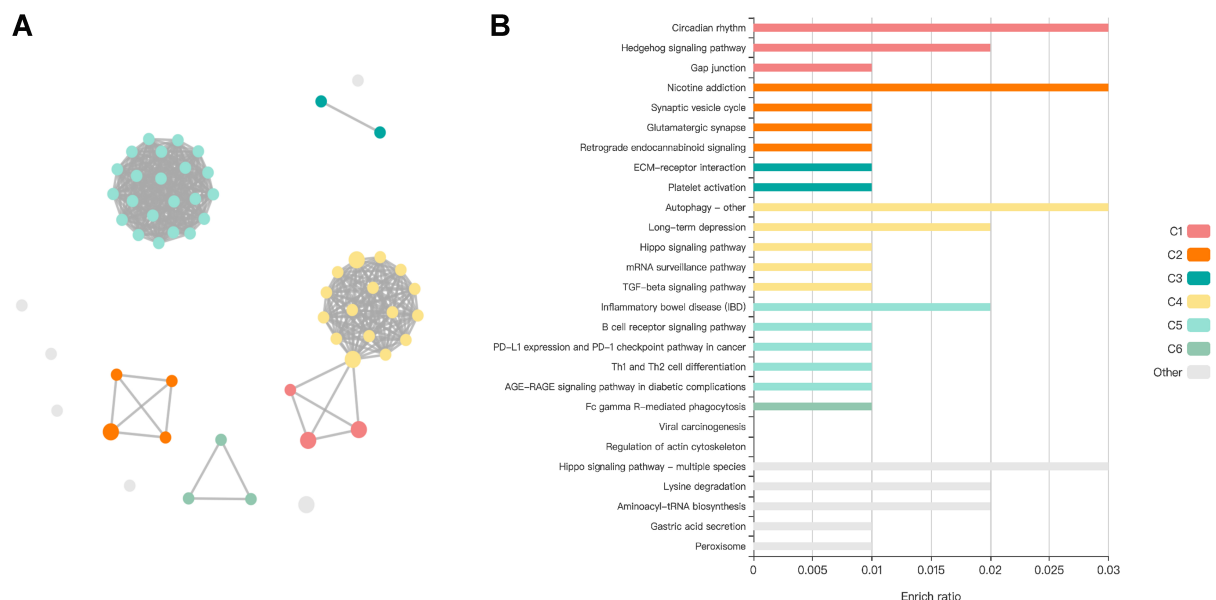 A
B
Circadian rhythm
Hedgehog signaling pathway
Gap junction
Nicotine addiction
Synaptic vesicle cycle
Glutamatergic synapse
Retrograde endocannabinoid signaling
ECM-receptor interaction
Platelet activation
Autophagy - other
Long-term depression
Hippo signaling pathway
mRNA surveillance pathway
TGF-beta signaling pathway
Inflammatory bowel disease (IBD)
B cell receptor signaling pathway
PD-L1 expression and PD-1 checkpoint pathway in cancer
Th1 and Th2 cell differentiation
AGE-RAGE signaling pathway in diabetic complications
Fc gamma R-mediated phagocytosis
Viral carcinogenesis
Regulation of actin cytoskeleton
Hippo signaling pathway - multiple species
Lysine degradation
Aminoacyl-tRNA biosynthesis
Gastric acid secretion
Peroxisome
0 0.005 0.01 0.015 0.02 0.025 0.03
Enrich ratio
C1
C2
C3
C4
C5
C6
Other